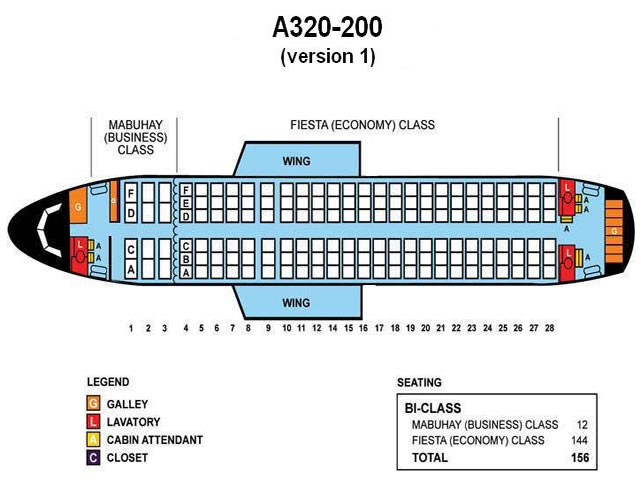 A320-200
(version 1)
MABUHAY
(BUSINESS)
CLASS
FIESTA (ECONOMY) CLASS
WING
G
G
F
D
F
E
D
L
A
A
A
G
L
A
A
C
A
C
B
A
L
A
WING
1 2 3 4 5 6 7 8 9 10 11 12 14 15 16 17 18 19 20 21 22 23 24 25 26 27 28
LEGEND
G GALLEY
L LAVATORY
A CABIN ATTENDANT
C CLOSET
SEATING
BI-CLASS
MABUHAY (BUSINESS) CLASS 12
FIESTA (ECONOMY) CLASS 144
TOTAL 156